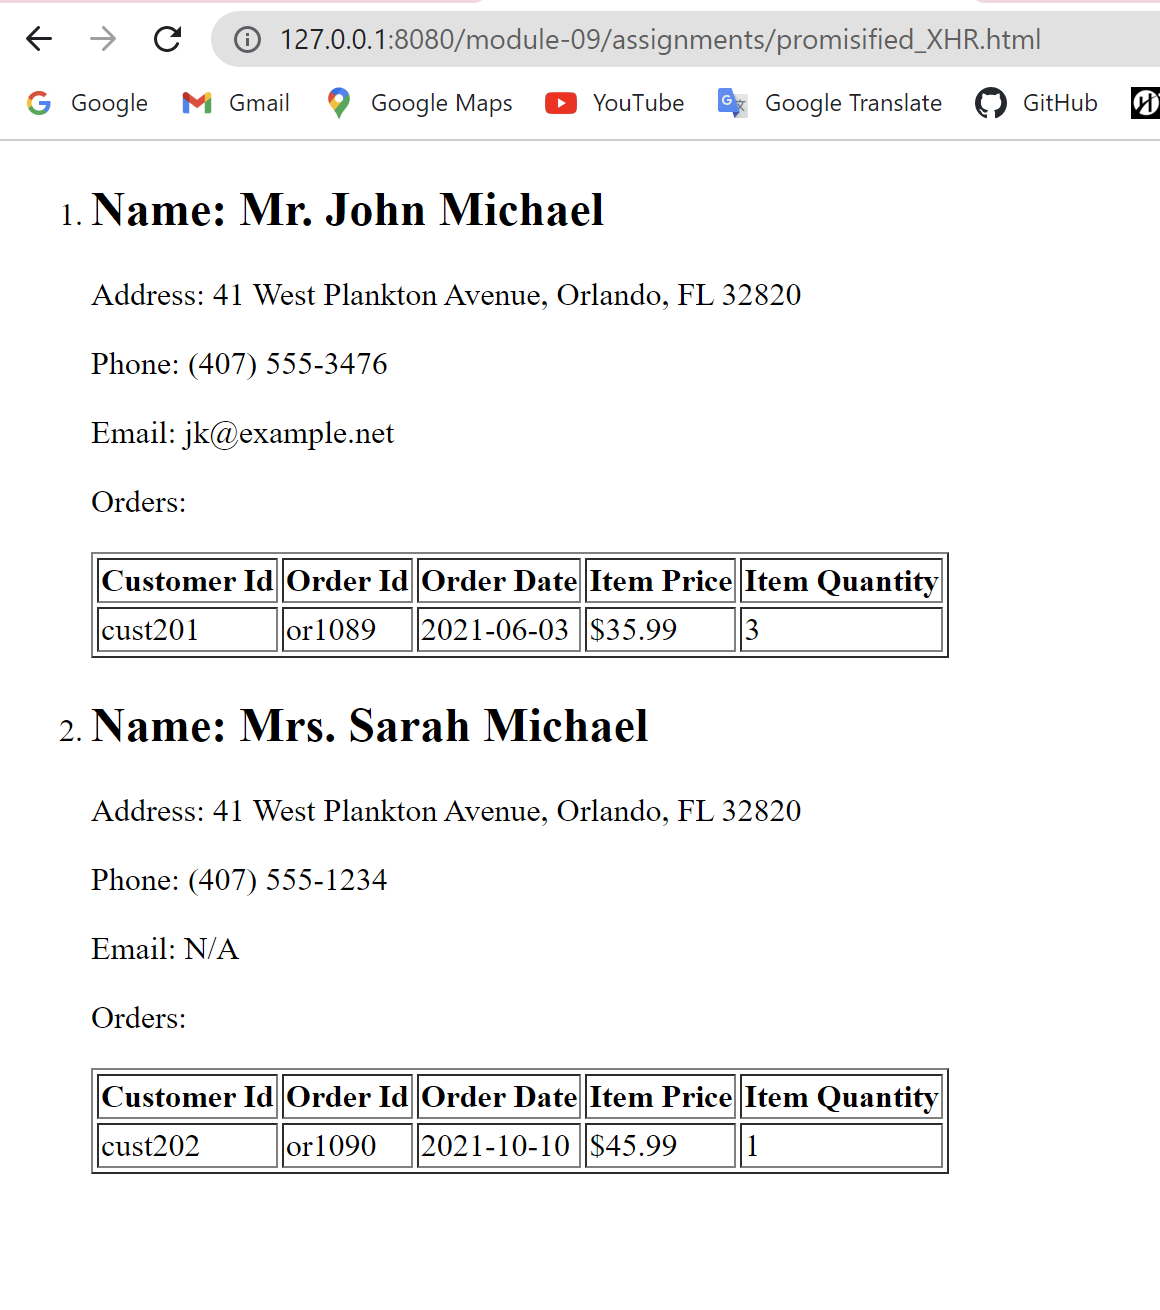 127.0.0.1:8080/module-09/assignments/promisified_XHR.html
Google Gmail Google Maps YouTube Google Translate GitHub
1. Name: Mr. John Michael
Address: 41 West Plankton Avenue, Orlando, FL 32820
Phone: (407) 555-3476
Email: jk@example.net
Orders:
Customer Id Order Id Order Date Item Price Item Quantity
cust201 or1089 2021-06-03 $35.99 3
2. Name: Mrs. Sarah Michael
Address: 41 West Plankton Avenue, Orlando, FL 32820
Phone: (407) 555-1234
Email: N/A
Orders:
Customer Id Order Id Order Date Item Price Item Quantity
cust202 or1090 2021-10-10 $45.99 1